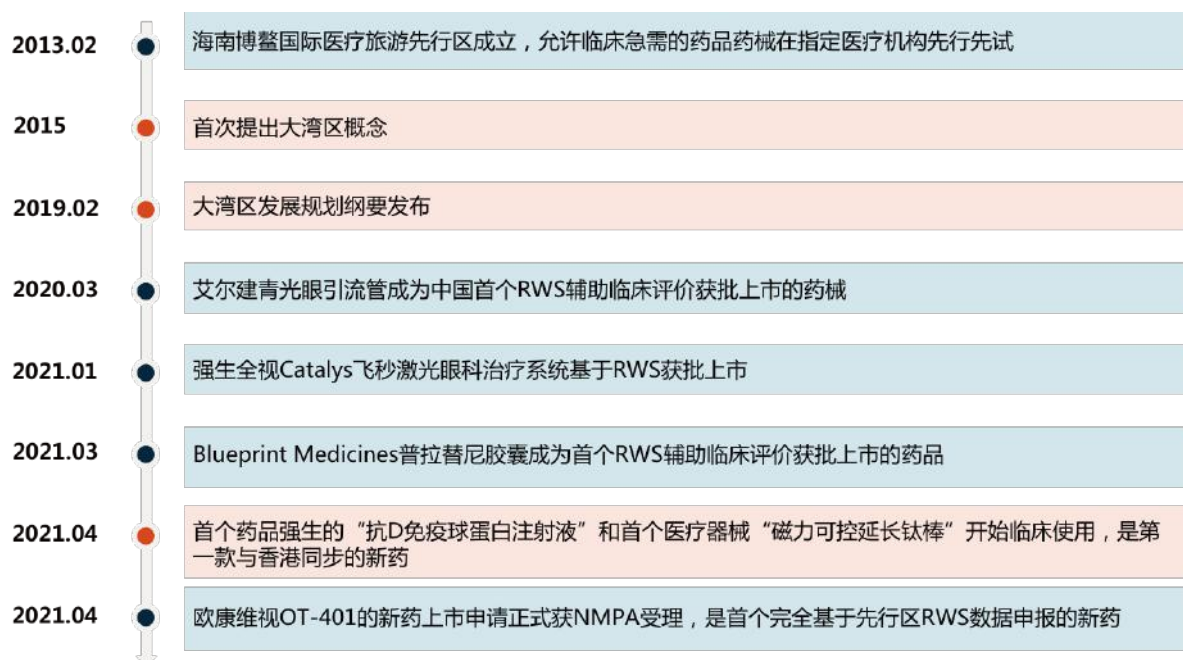 2013.02
海南博鳌国际医疗旅游先行区成立，允许临床急需的药品药械在指定医疗机构先行先试
2015
首次提出大湾区概念
2019.02
大湾区发展规划纲要发布
2020.03
艾尔建青光眼引流管成为中国首个RWS辅助临床评价获批上市的药械
2021.01
强生全视Catalys飞秒激光眼科治疗系统基于RWS获批上市
2021.03
Blueprint Medicines普拉替尼胶囊成为首个RWS辅助临床评价获批上市的药品
2021.04
首个药品强生的“抗D免疫球蛋白注射液”和首个医疗器械“磁力可控延长钛棒”开始临床使用，是第
一款与香港同步的新药
2021.04
欧康维视OT-401的新药上市申请正式获NMPA受理，是首个完全基于先行区RWS数据申报的新药